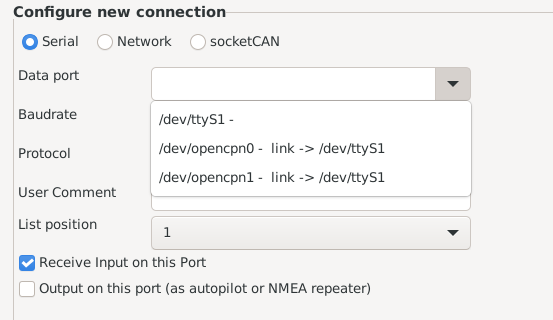 Configure new connection
Serial Network socketCAN
Data port
Baudrate
/dev/ttyS1 -
/dev/opencpn0 -  link -> /dev/ttyS1
Protocol
/dev/opencpn1 -  link -> /dev/ttyS1
User Comment
List position 1
Receive Input on this Port
Output on this port (as autopilot or NMEA repeater)